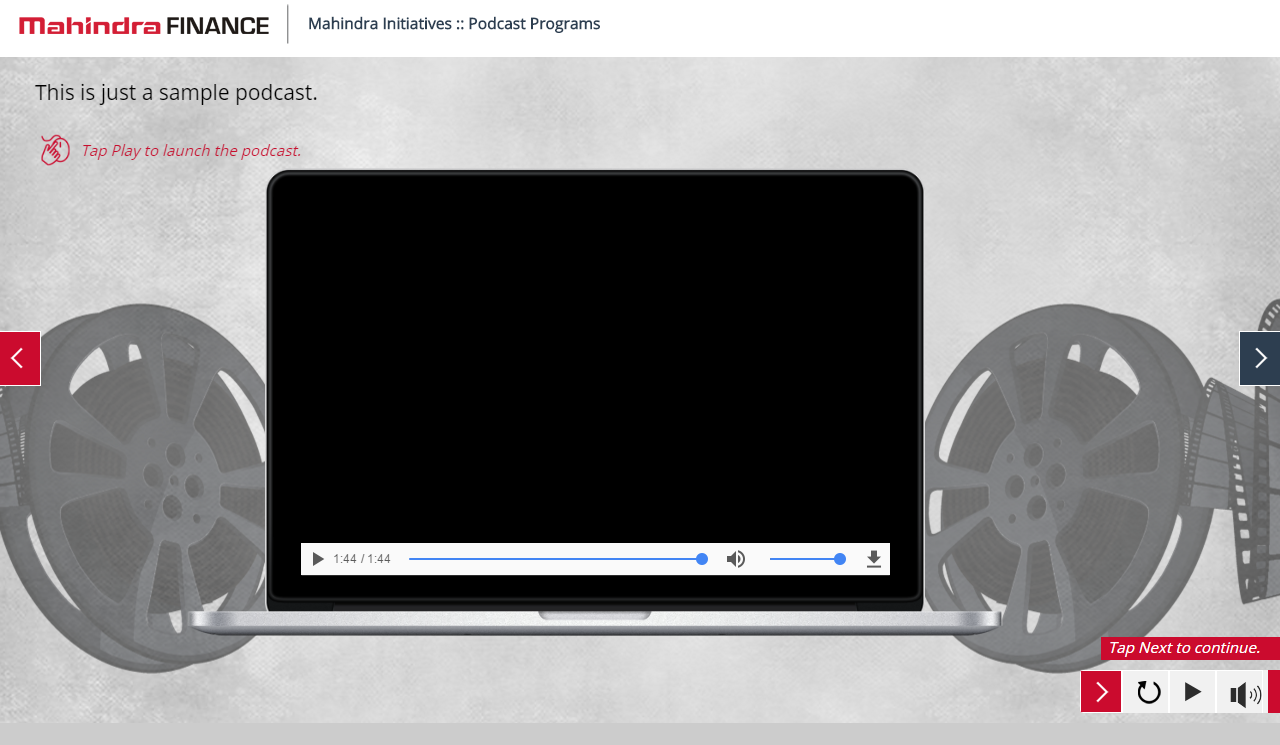 Mahindra FINANCE
Mahindra Initiatives :: Podcast Programs
This is just a sample podcast.
Tap Play to launch the podcast.
1:44 / 1:44
Tap Next to continue.